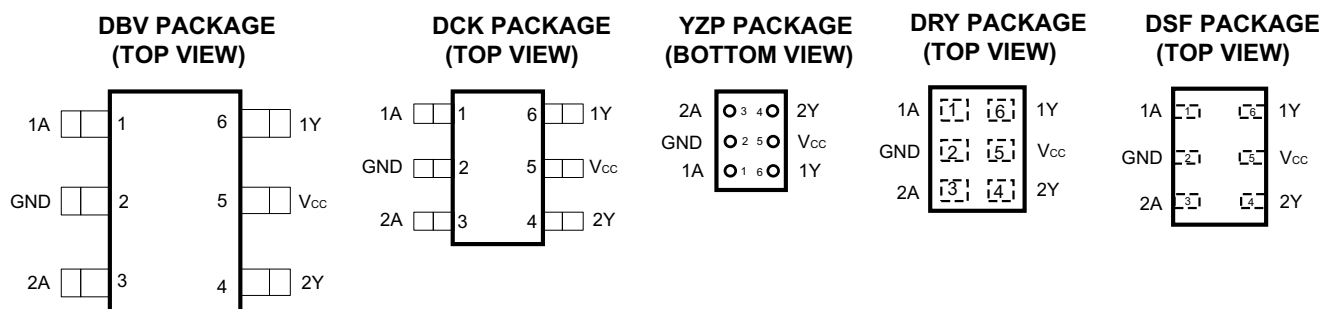 DBV PACKAGE
(TOP VIEW)
1A 1 6 1Y
GND 2 5 VCC
2A 3 4 2Y
DCK PACKAGE
(TOP VIEW)
1A 1 6 1Y
GND 2 5 VCC
2A 3 4 2Y
YZP PACKAGE
(BOTTOM VIEW)
2A 3 4 2Y
GND 2 5 VCC
1A 1 6 1Y
DRY PACKAGE
(TOP VIEW)
1A 1 6 1Y
GND 2 5 VCC
2A 3 4 2Y
DSF PACKAGE
(TOP VIEW)
1A 1 6 1Y
GND 2 5 VCC
2A 3 4 2Y